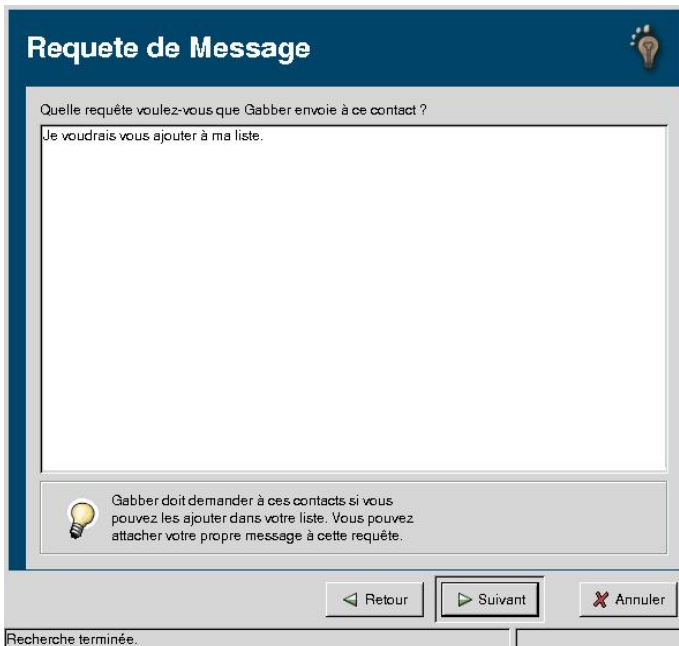 Requete de Message
Quelle requête voulez-vous que Gabber envoie à ce contact ?
Je voudrais vous ajouter à ma liste.
Gabber doit demander à ces contacts si vous
pouvez les ajouter dans votre liste. Vous pouvez
attacher votre propre message à cette requête.
Retour Suivant Annuler
Recherche terminée.